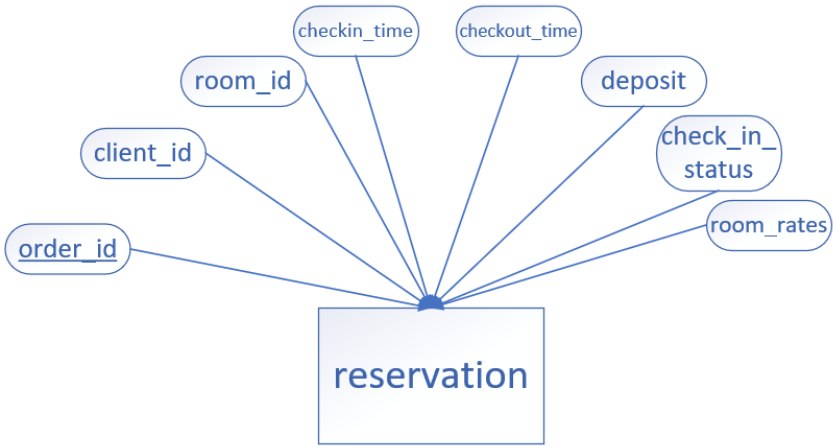 checkin_time
checkout_time
room_id
deposit
client_id
check_in_
status
order_id
room_rates
reservation